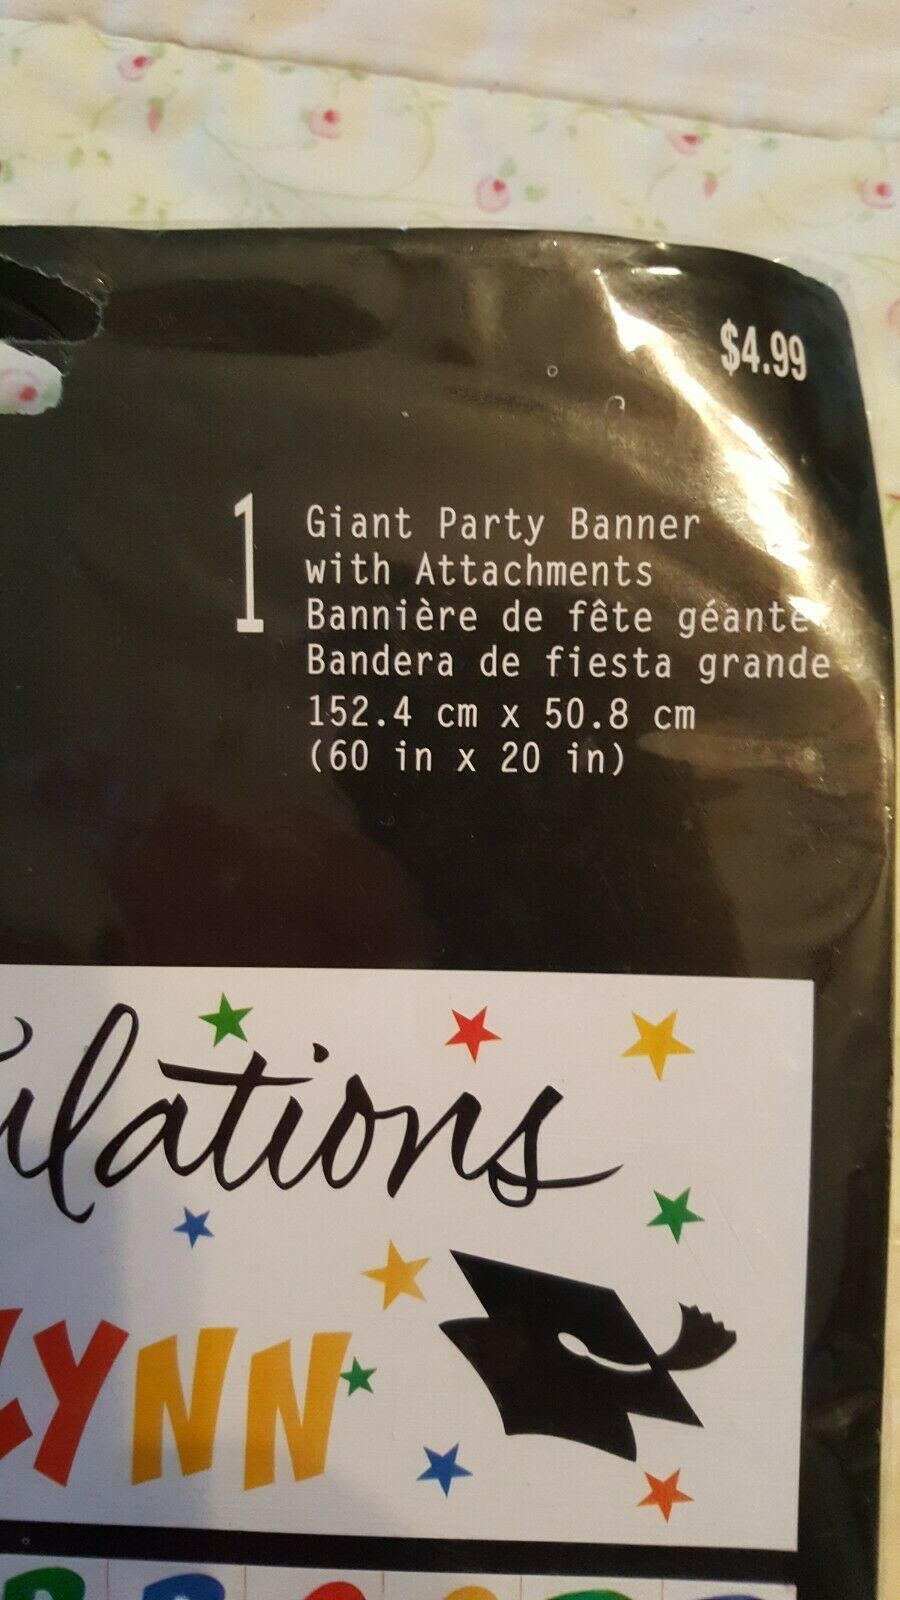 $4.99
1 Giant Party Banner
with Attachments
Bannière de fête géante
Bandera de fiesta grande
152.4 cm x 50.8 cm
(60 in x 20 in)
ulations
LYNN